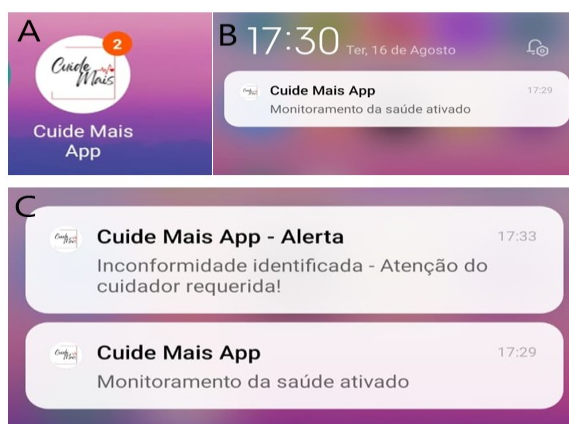 A
2
Cuide Mais
Cuide Mais
App
B 17:30 Ter, 16 de Agosto
Cuide Mais App 17:29
Monitoramento da saúde ativado
C
Cuide Mais App - Alerta 17:33
Inconformidade identificada - Atenção do
cuidador requerida!
Cuide Mais App 17:29
Monitoramento da saúde ativado